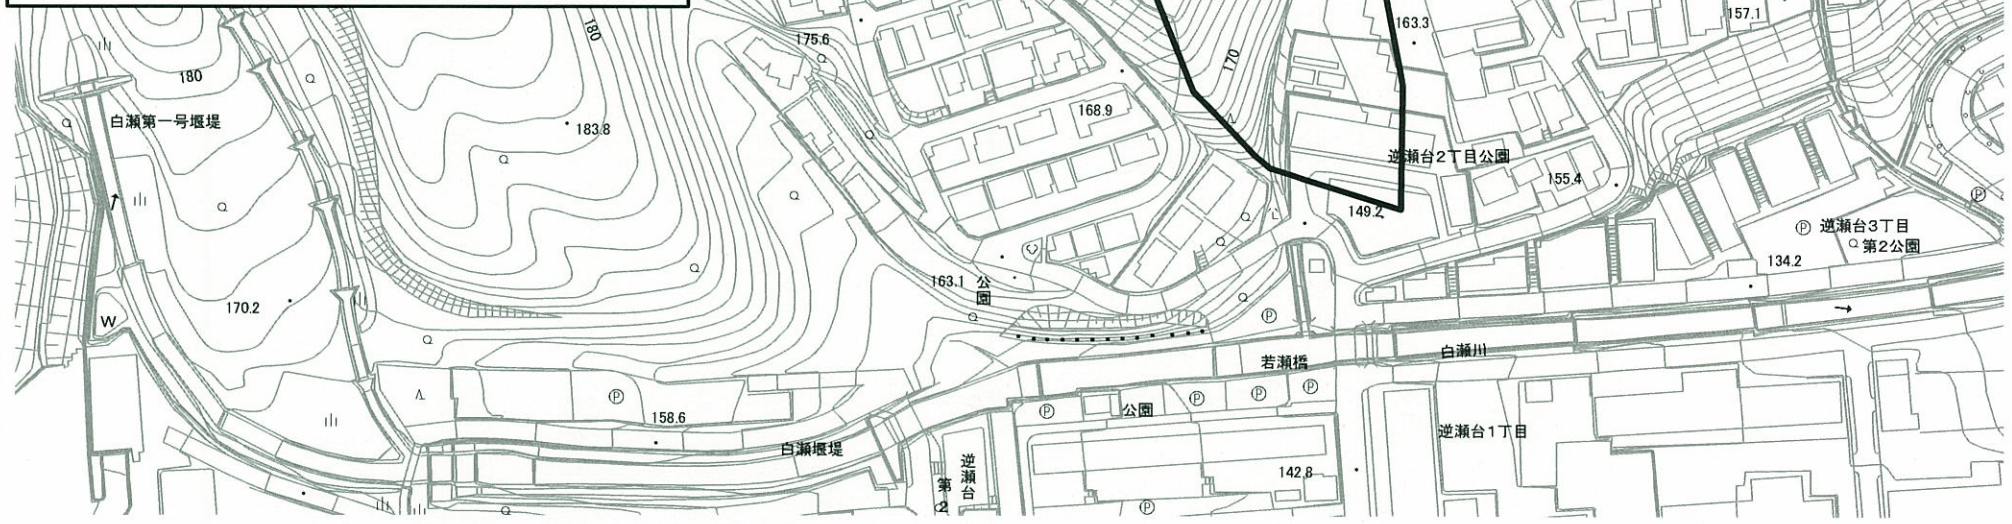 180
175.6
163.3
157.1
180
170
白瀬第一号堰堤
183.8
168.9
逆瀬台2丁目公園
155.4
149.2
逆瀬台3丁目
第2公園
134.2
163.1
公園
170.2
W
P
P
P
若瀬橋
白瀬川
P
158.6
P
公園
P
P
P
逆瀬台1丁目
白瀬堰堤
逆瀬台
第2
142.8
P